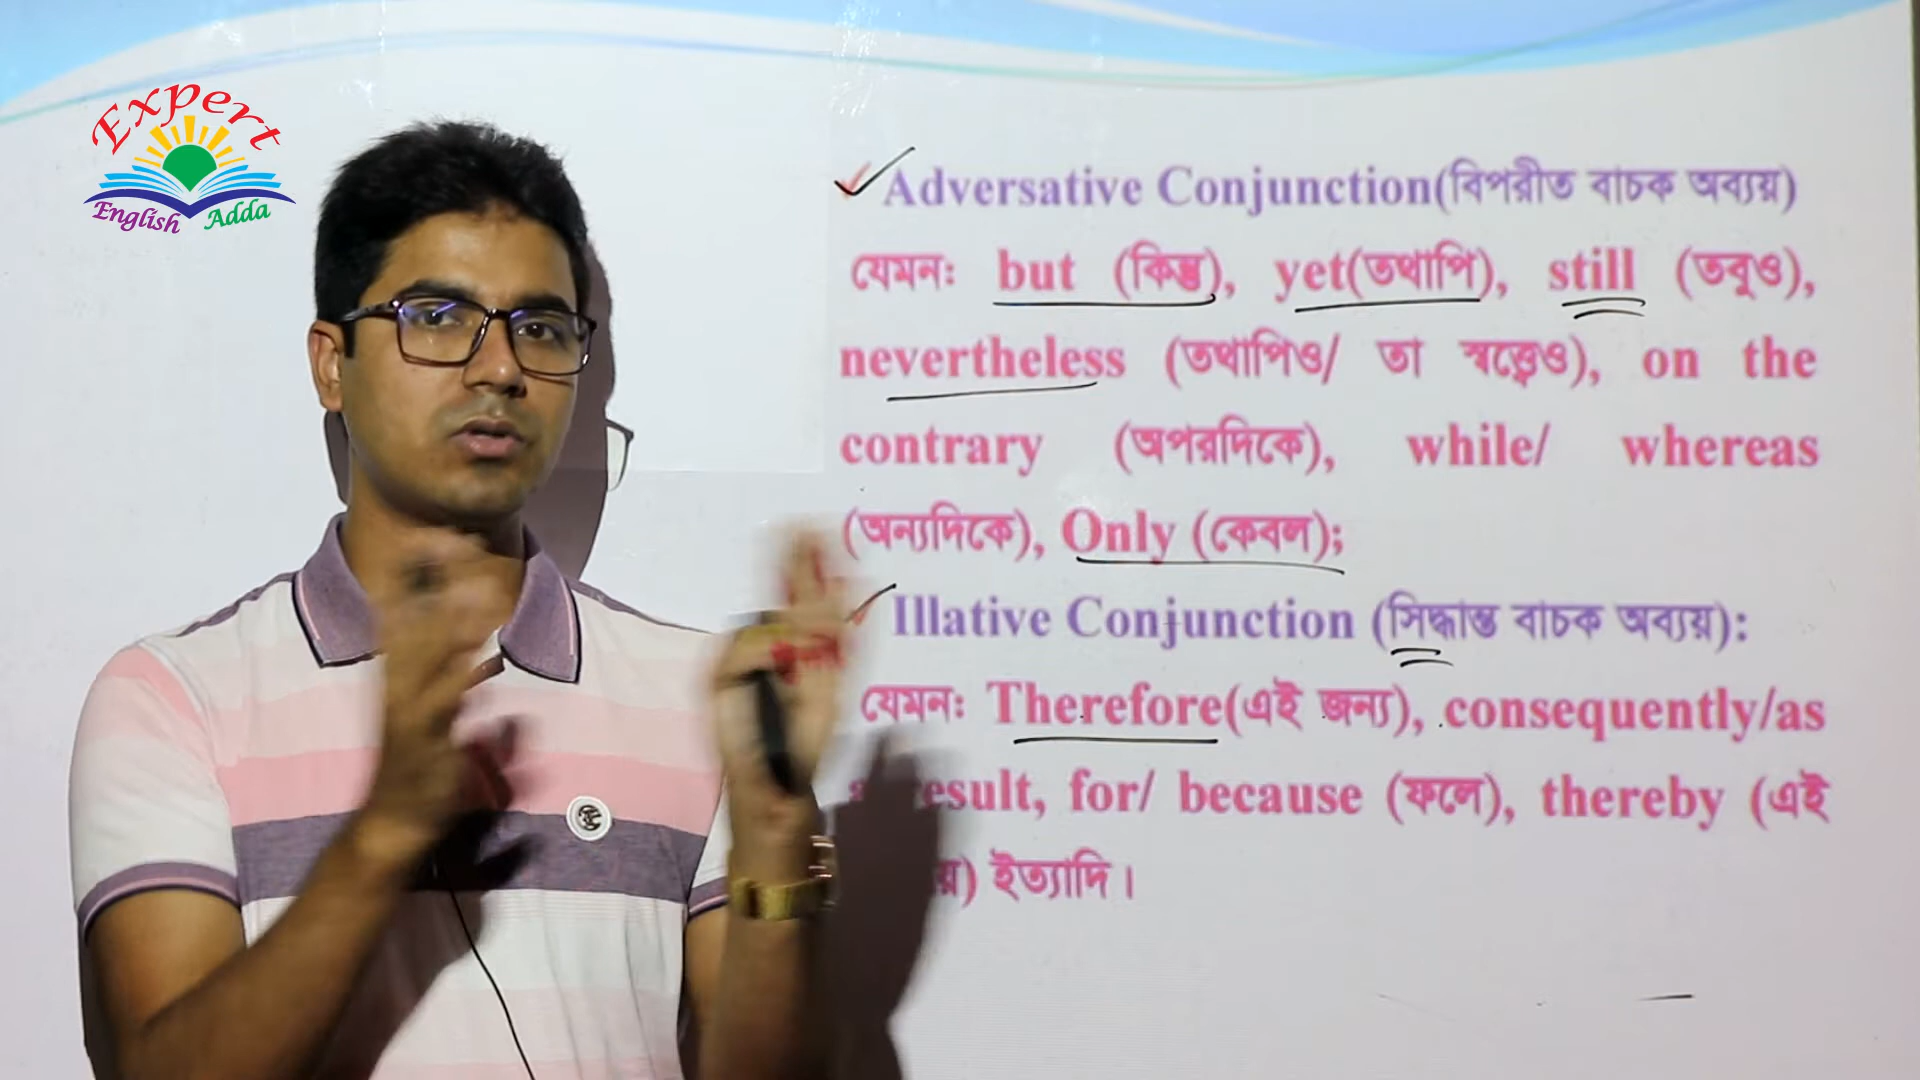 Expert
English Adda
Adversative Conjunction(বিপরীত বাচক অব্যয়)
যেমনঃ but (কিন্তু), yet(তথাপি), still (তবুও),
nevertheless (তথাপিও/ তা স্বত্ত্বেও), on the
contrary (অপরদিকে), while/ whereas
(অন্যদিকে), Only (কেবল);
Illative Conjunction (সিদ্ধান্ত বাচক অব্যয়):
যেমনঃ Therefore(এই জন্য), consequently/as
result, for/ because (ফলে), thereby (এই
ইত্যাদি।